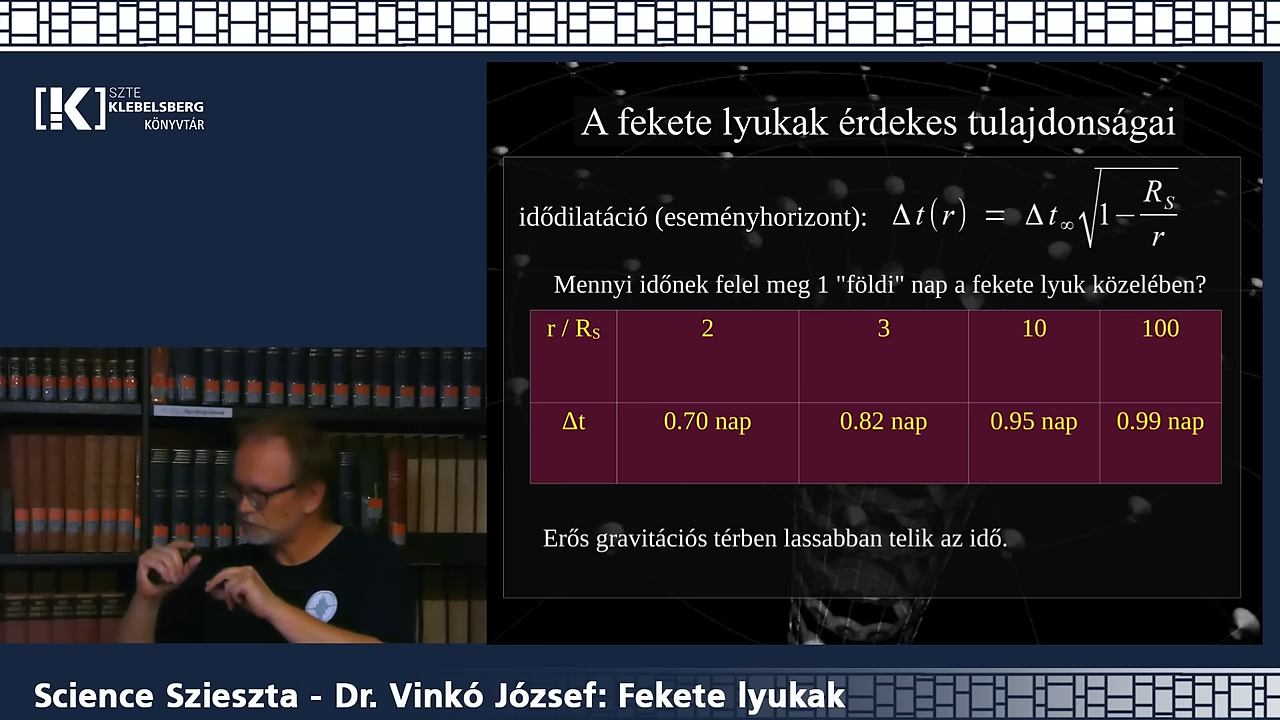 SZTE
[!K] KLEBELSBERG
KÖNYVTÁR
A fekete lyukak érdekes tulajdonságai
idődilatáció (eseményhorizont): Δt(r) = Δt∞√(1−R_S/r)
Mennyi időnek felel meg 1 "földi" nap a fekete lyuk közelében?
r / R_S 2 3 10 100
Δt 0.70 nap 0.82 nap 0.95 nap 0.99 nap
Erős gravitációs térben lassabban telik az idő.
Science Szieszta - Dr. Vinkó József: Fekete lyukak